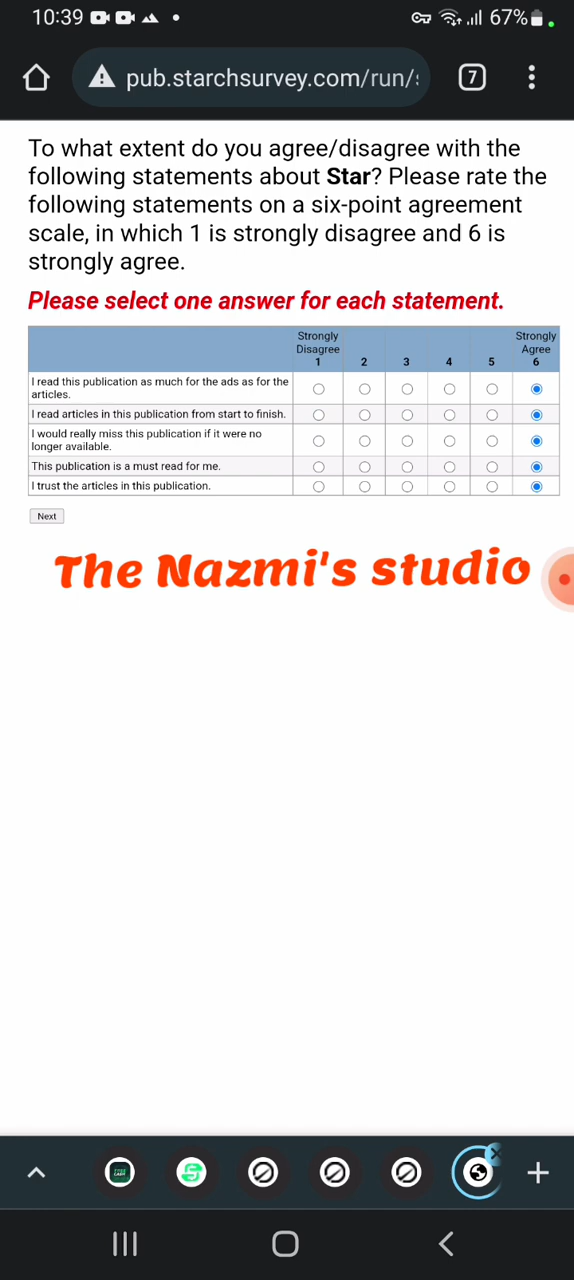 10:39
67%
pub.starchsurvey.com/run/
7
To what extent do you agree/disagree with the
following statements about Star? Please rate the
following statements on a six-point agreement
scale, in which 1 is strongly disagree and 6 is
strongly agree.
Please select one answer for each statement.
Strongly Disagree 1 2 3 4 5 Strongly Agree 6
I read this publication as much for the ads as for the
articles.
I read articles in this publication from start to finish.
I would really miss this publication if it were no
longer available.
This publication is a must read for me.
I trust the articles in this publication.
Next
The Nazmi's studio